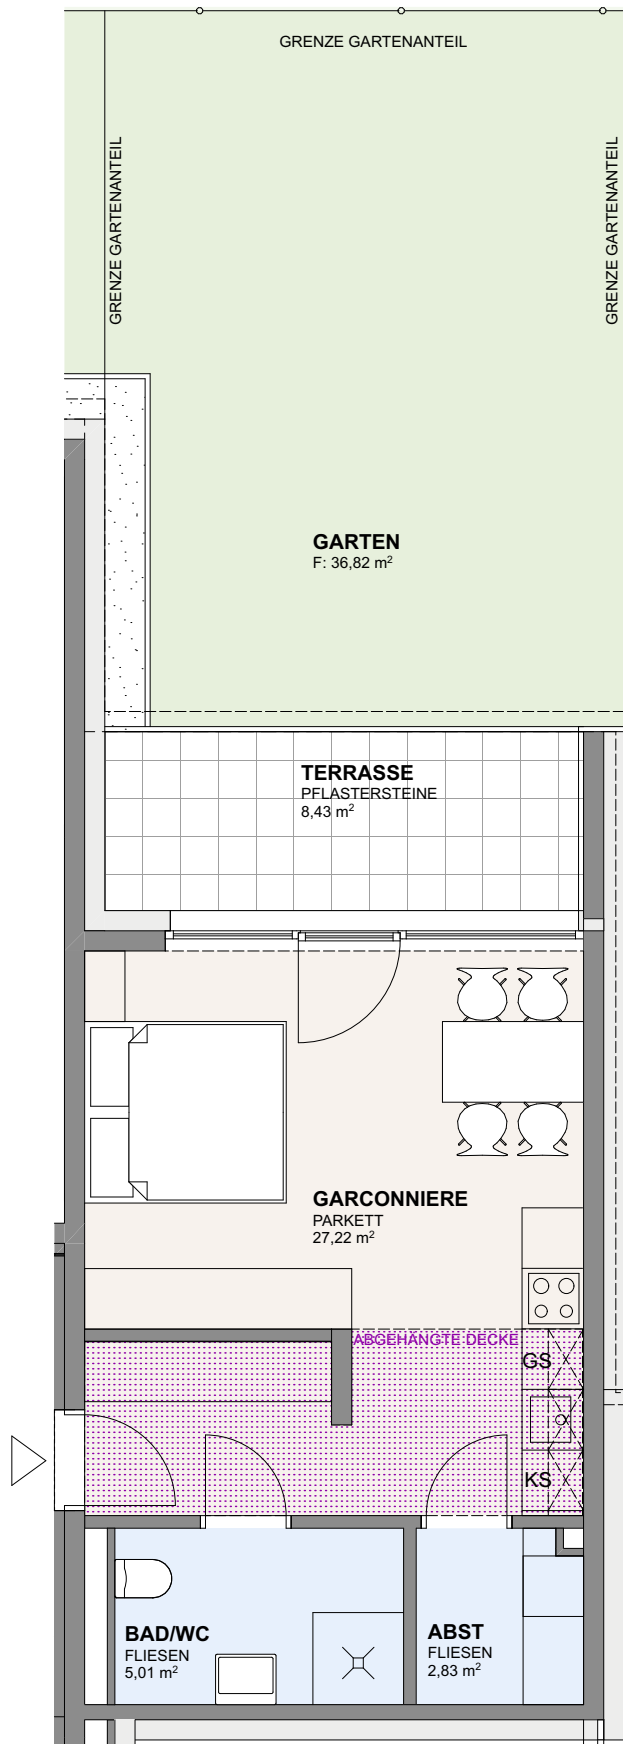 GRENZE GARTENANTEIL
GRENZE GARTENANTEIL
GRENZE GARTENANTEIL
GARTEN
F: 36,82 m²
TERRASSE
PFLASTERSTEINE
8,43 m²
GARCONNIERE
PARKETT
27,22 m²
ABGEHÄNGTE DECKE
GS
KS
BAD/WC
FLIESEN
5,01 m²
ABST
FLIESEN
2,83 m²